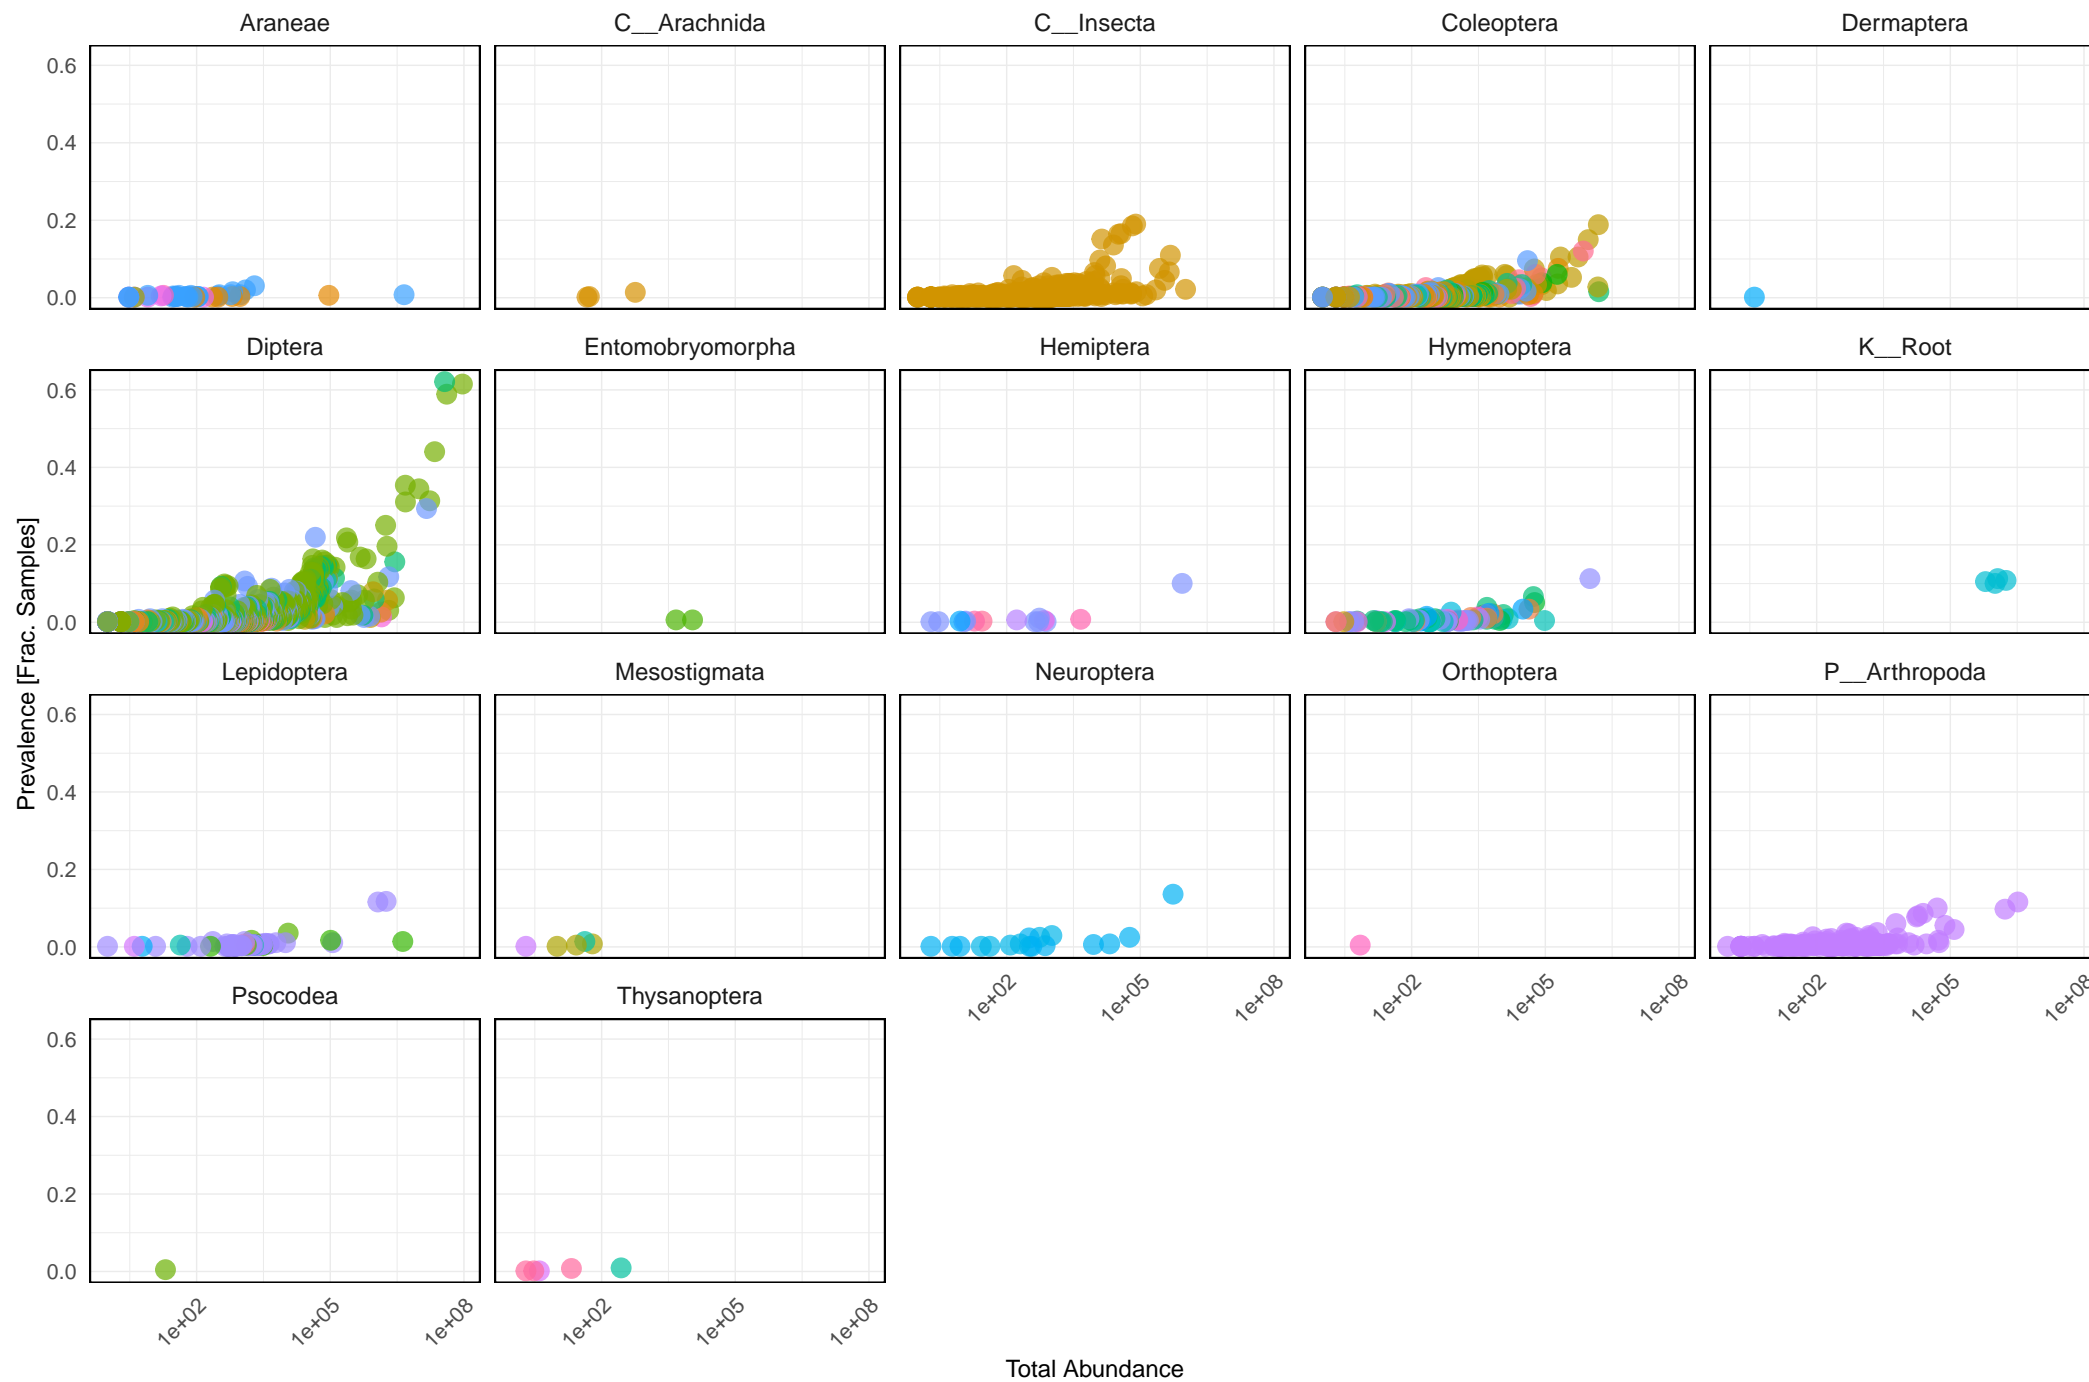 Araneae C__Arachnida C__Insecta Coleoptera Dermaptera
0.6
0.4
0.2
0.0
Diptera Entomobryomorpha Hemiptera Hymenoptera K__Root
0.6
0.4
0.2
0.0
Prevalence [Frac. Samples]
Lepidoptera Mesostigmata Neuroptera Orthoptera P__Arthropoda
0.6
0.4
0.2
0.0
1e+02 1e+05 1e+08 1e+02 1e+05 1e+08 1e+02 1e+05 1e+08
Psocodea Thysanoptera
0.6
0.4
0.2
0.0
1e+02 1e+05 1e+08 1e+02 1e+05 1e+08
Total Abundance